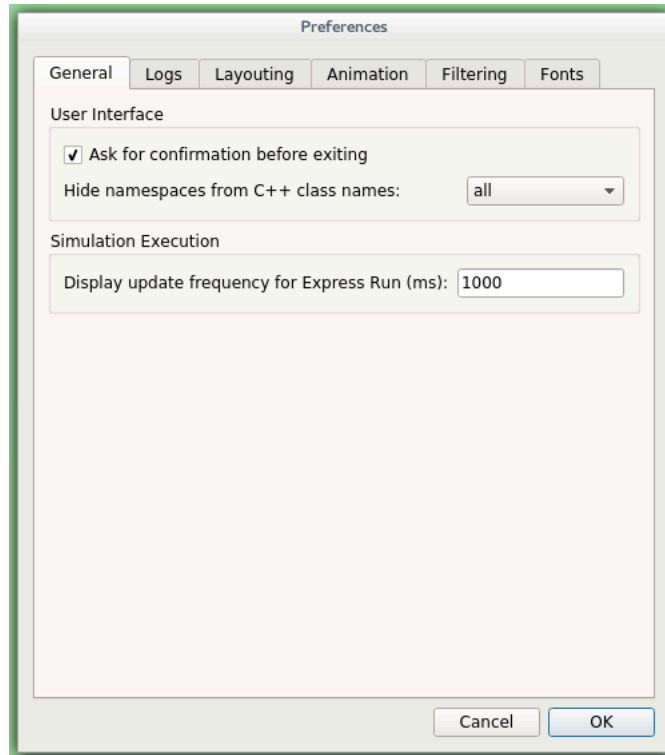 Preferences
General Logs Layouting Animation Filtering Fonts
User Interface
Ask for confirmation before exiting
Hide namespaces from C++ class names: all
Simulation Execution
Display update frequency for Express Run (ms): 1000
Cancel OK